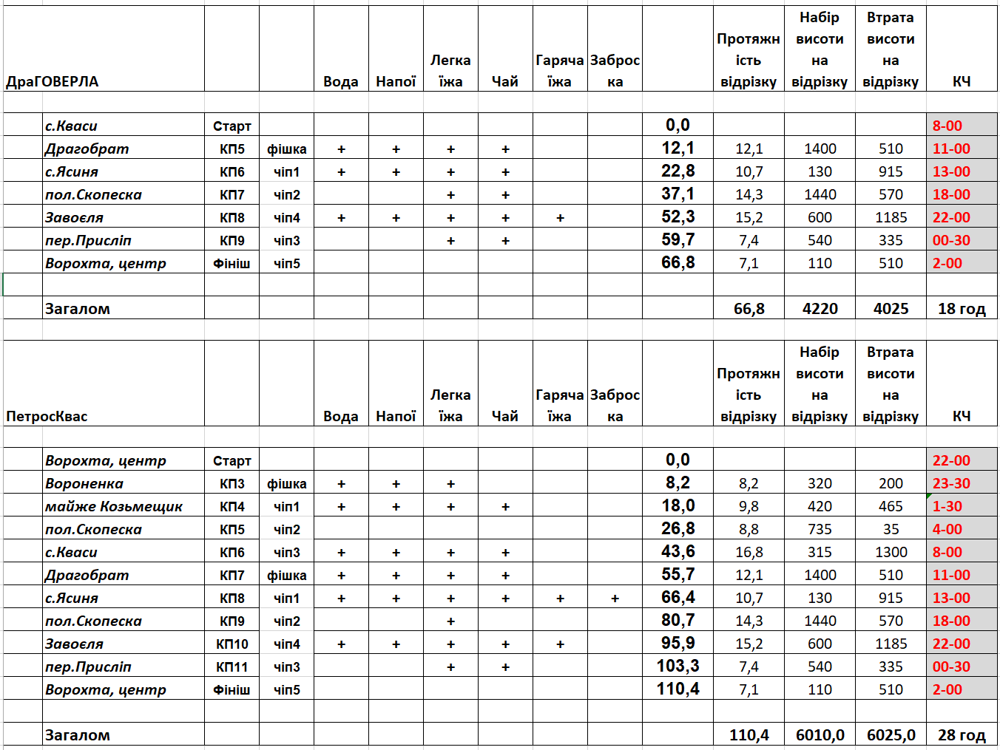 ДраГОВЕРЛА Вода Напої Легка їжа Чай Гаряча їжа Заброска Протяжність відрізку Набір висоти на відрізку Втрата висоти на відрізку КЧ
с.Кваси Старт 0,0 8-00
Драгобрат КП5 фішка + + + + 12,1 12,1 1400 510 11-00
с.Ясиня КП6 чіп1 + + + + 22,8 10,7 130 915 13-00
пол.Скопеска КП7 чіп2 + + 37,1 14,3 1440 570 18-00
Завоєля КП8 чіп4 + + + + + 52,3 15,2 600 1185 22-00
пер.Присліп КП9 чіп3 + + 59,7 7,4 540 335 00-30
Ворохта, центр Фініш чіп5 66,8 7,1 110 510 2-00
Загалом 66,8 4220 4025 18 год
ПетросКвас Вода Напої Легка їжа Чай Гаряча їжа Заброска Протяжність відрізку Набір висоти на відрізку Втрата висоти на відрізку КЧ
Ворохта, центр Старт 0,0 22-00
Вороненка КП3 фішка + + + 8,2 8,2 320 200 23-30
майже Козьмещик КП4 чіп1 + + + + 18,0 9,8 420 465 1-30
пол.Скопеска КП5 чіп2 26,8 8,8 735 35 4-00
с.Кваси КП6 чіп3 + + + + 43,6 16,8 315 1300 8-00
Драгобрат КП7 фішка + + + + 55,7 12,1 1400 510 11-00
с.Ясиня КП8 чіп1 + + + + + + 66,4 10,7 130 915 13-00
пол.Скопеска КП9 чіп2 + 80,7 14,3 1440 570 18-00
Завоєля КП10 чіп4 + + + + + 95,9 15,2 600 1185 22-00
пер.Присліп КП11 чіп3 + + 103,3 7,4 540 335 00-30
Ворохта, центр Фініш чіп5 110,4 7,1 110 510 2-00
Загалом 110,4 6010,0 6025,0 28 год